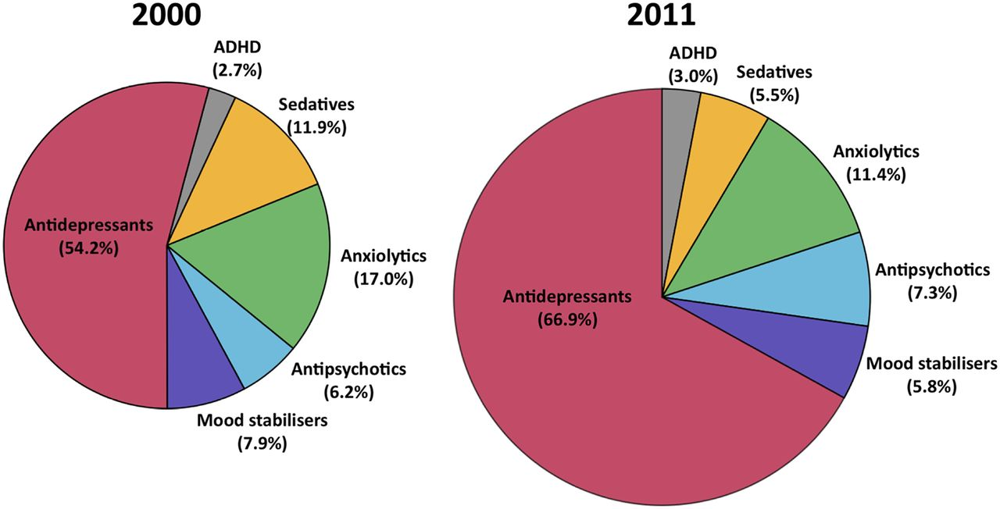 2000
ADHD
(2.7%)
Sedatives
(11.9%)
Anxiolytics
(17.0%)
Antipsychotics
(6.2%)
Mood stabilisers
(7.9%)
Antidepressants
(54.2%)
2011
ADHD
(3.0%)
Sedatives
(5.5%)
Anxiolytics
(11.4%)
Antipsychotics
(7.3%)
Mood stabilisers
(5.8%)
Antidepressants
(66.9%)